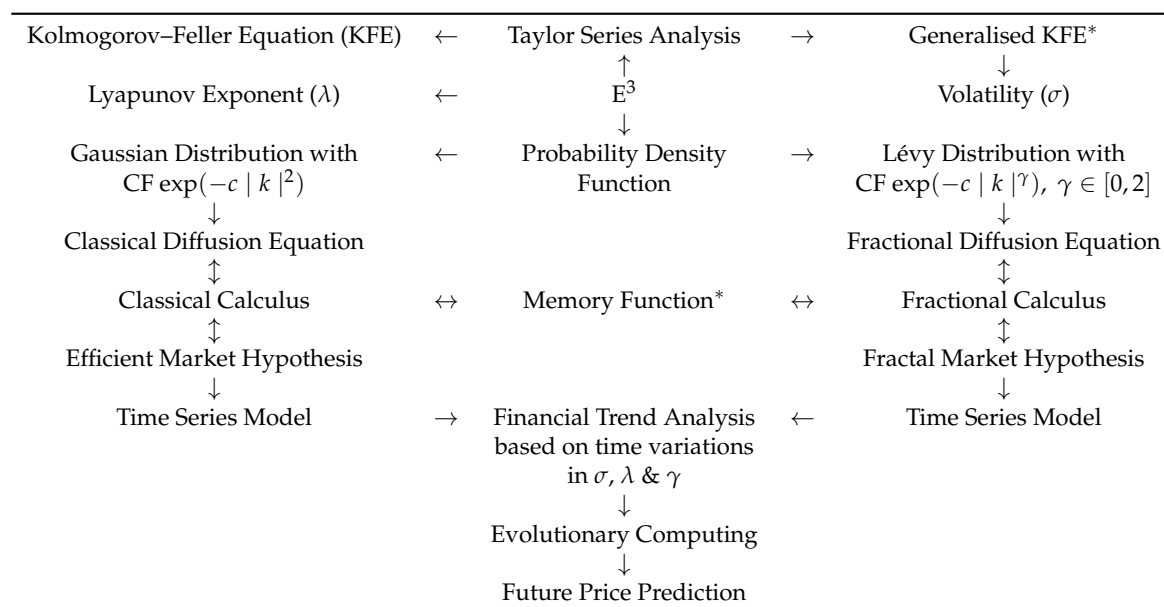 Kolmogorov–Feller Equation (KFE) ← Taylor Series Analysis → Generalised KFE*
↑ ↓
Lyapunov Exponent (λ) ← E³ Volatility (σ)
↓
Gaussian Distribution with ← Probability Density → Lévy Distribution with
CF exp(−c | k |²) Function CF exp(−c | k |^γ), γ ∈ [0, 2]
↓ ↓
Classical Diffusion Equation Fractional Diffusion Equation
↕ ↕
Classical Calculus ↔ Memory Function* ↔ Fractional Calculus
↕ ↕
Efficient Market Hypothesis Fractal Market Hypothesis
↓ ↓
Time Series Model → Financial Trend Analysis ← Time Series Model
based on time variations
in σ, λ & γ
↓
Evolutionary Computing
↓
Future Price Prediction